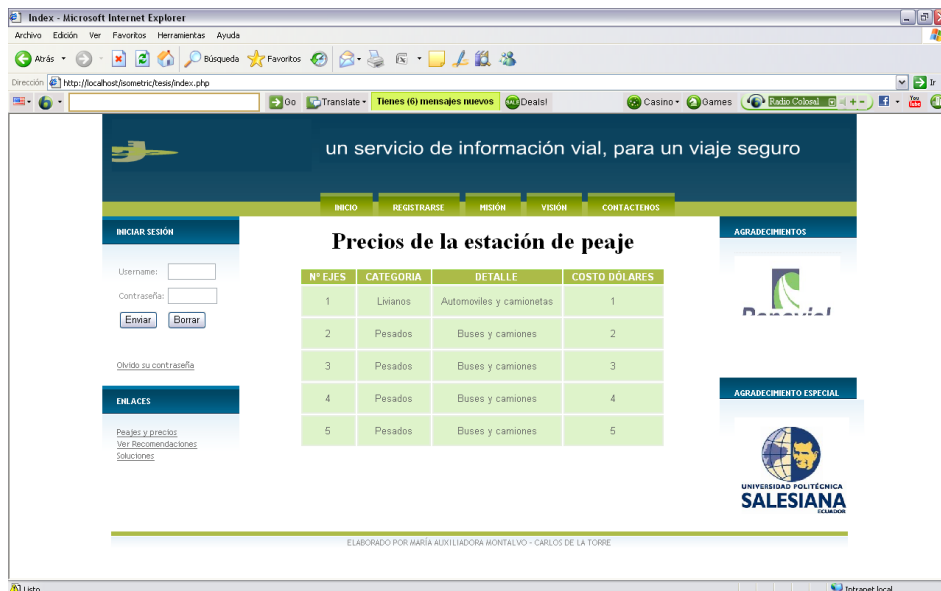 Index - Microsoft Internet Explorer
Archivo Edición Ver Favoritos Herramientas Ayuda
Atrás Búsqueda Favoritos
Dirección http://localhost/isometric/tesis/index.php Ir
Go Translate Tienes (6) mensajes nuevos Deals! Casino Games Radio Colosal You Tube
un servicio de información vial, para un viaje seguro
INICIO REGISTRARSE MISIÓN VISIÓN CONTACTENOS
INICIAR SESIÓN
Username:
Contraseña:
Enviar Borrar
Olvido su contraseña
ENLACES
Peajes y precios
Ver Recomendaciones
Soluciones
Precios de la estación de peaje
Nº EJES CATEGORIA DETALLE COSTO DÓLARES
1 Livianos Automoviles y camionetas 1
2 Pesados Buses y camiones 2
3 Pesados Buses y camiones 3
4 Pesados Buses y camiones 4
5 Pesados Buses y camiones 5
AGRADECIMIENTOS
Panavial
AGRADECIMIENTO ESPECIAL
UNIVERSIDAD POLITÉCNICA
SALESIANA
ECUADOR
ELABORADO POR MARÍA AUXILIADORA MONTALVO - CARLOS DE LA TORRE
Listo Intranet local